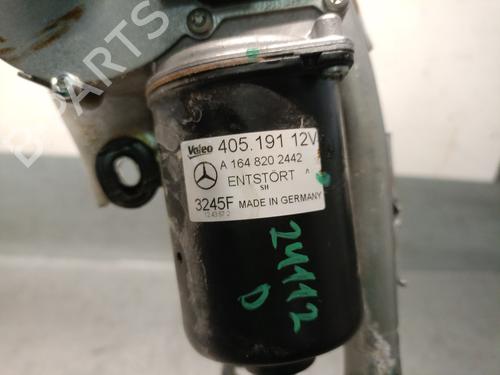 B-PARTS
Valeo 405.191 12V
A 164 820 2442
ENTSTÖRT
SH
3245F MADE IN GERMANY
24112
D